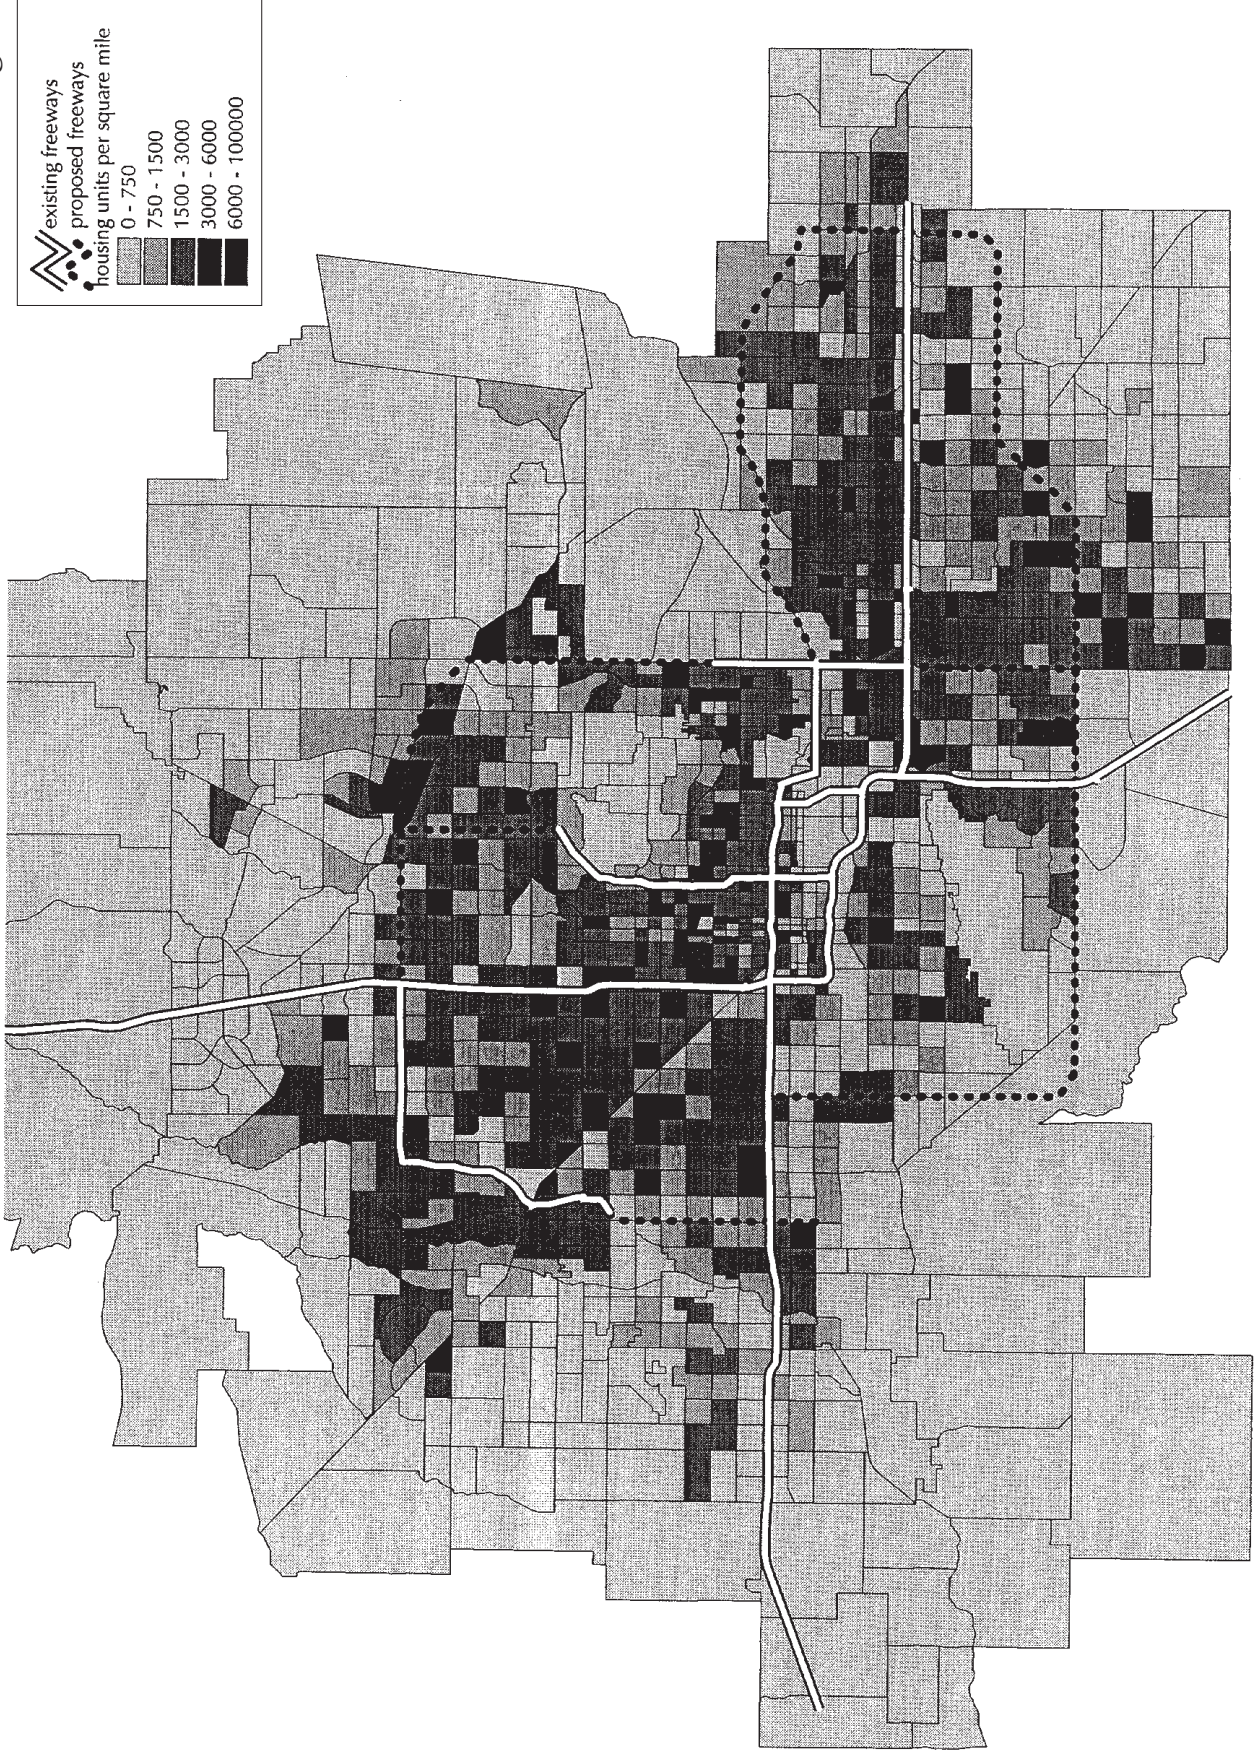 existing freeways
proposed freeways
housing units per square mile
0 - 750
750 - 1500
1500 - 3000
3000 - 6000
6000 - 100000